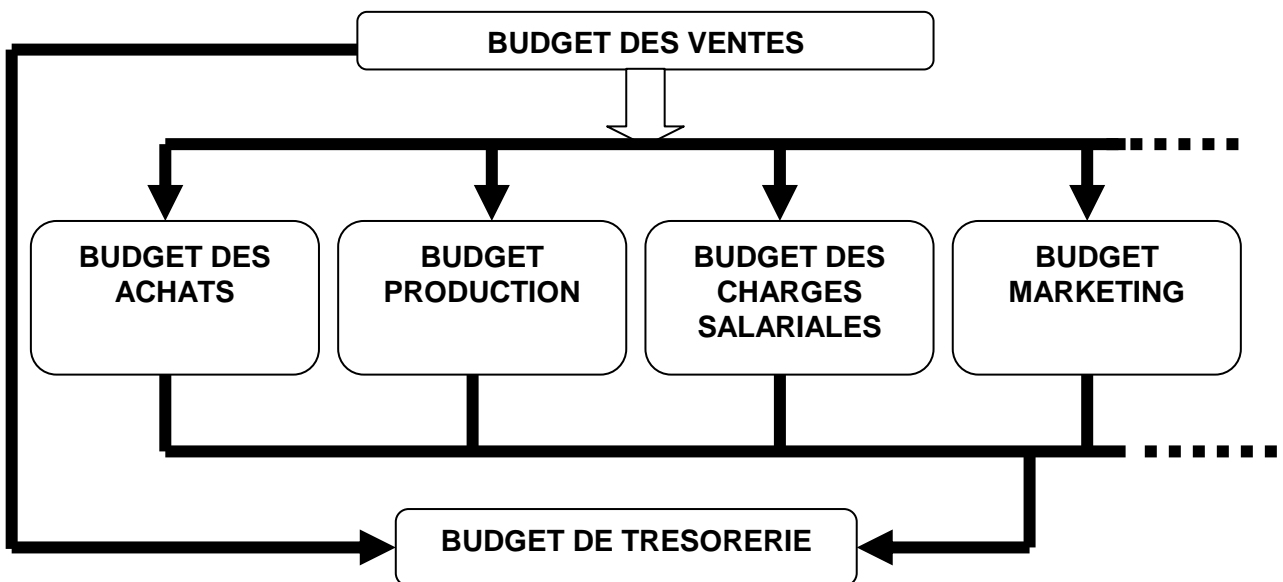 BUDGET DES VENTES
BUDGET DES
ACHATS
BUDGET
PRODUCTION
BUDGET DES
CHARGES
SALARIALES
BUDGET
MARKETING
BUDGET DE TRESORERIE